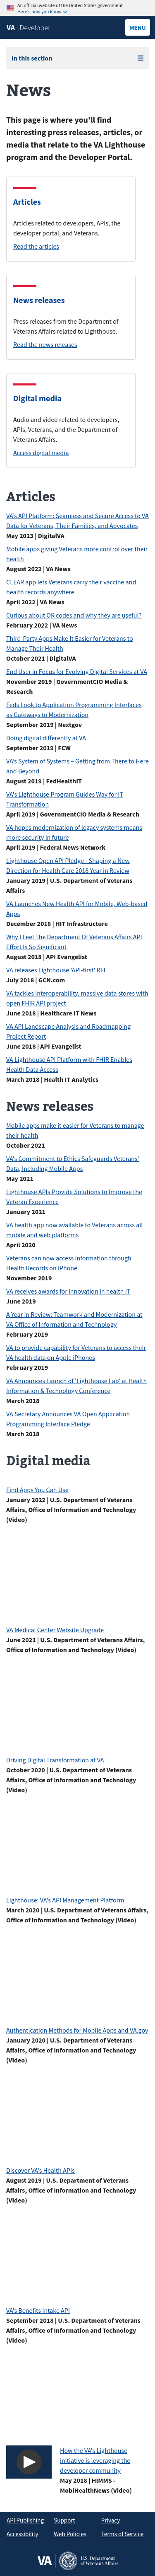 An official website of the United States government
Here's how you know
VA | Developer
MENU
In this section
News
This page is where you'll find
interesting press releases, articles, or
media that relate to the VA Lighthouse
program and the Developer Portal.
Articles
Articles related to developers, APIs, the
developer portal, and Veterans.
Read the articles
News releases
Press releases from the Department of
Veterans Affairs related to Lighthouse.
Read the news releases
Digital media
Audio and video related to developers,
APIs, Veterans, and the Department of
Veterans Affairs.
Access digital media
Articles
VA's API Platform: Seamless and Secure Access to VA
Data for Veterans, Their Families, and Advocates
May 2023 | DigitalVA
Mobile apps giving Veterans more control over their
health
August 2022 | VA News
CLEAR app lets Veterans carry their vaccine and
health records anywhere
April 2022 | VA News
Curious about QR codes and why they are useful?
February 2022 | VA News
Third-Party Apps Make It Easier for Veterans to
Manage Their Health
October 2021 | DigitalVA
End User in Focus for Evolving Digital Services at VA
November 2019 | GovernmentCIO Media &
Research
Feds Look to Application Programming Interfaces
as Gateways to Modernization
September 2019 | Nextgov
Doing digital differently at VA
September 2019 | FCW
VA's System of Systems – Getting from There to Here
and Beyond
August 2019 | FedHealthIT
VA's Lighthouse Program Guides Way for IT
Transformation
April 2019 | GovernmentCIO Media & Research
VA hopes modernization of legacy systems means
more security in future
April 2019 | Federal News Network
Lighthouse Open API Pledge - Shaping a New
Direction for Health Care 2018 Year in Review
January 2019 | U.S. Department of Veterans
Affairs
VA Launches New Health API for Mobile, Web-based
Apps
December 2018 | HIT Infrastructure
Why I Feel The Department Of Veterans Affairs API
Effort Is So Significant
August 2018 | API Evangelist
VA releases Lighthouse 'API-first' RFI
July 2018 | GCN.com
VA tackles interoperability, massive data stores with
open FHIR API project
June 2018 | Healthcare IT News
VA API Landscape Analysis and Roadmapping
Project Report
June 2018 | API Evangelist
VA Lighthouse API Platform with FHIR Enables
Health Data Access
March 2018 | Health IT Analytics
News releases
Mobile apps make it easier for Veterans to manage
their health
October 2021
VA's Commitment to Ethics Safeguards Veterans'
Data, Including Mobile Apps
May 2021
Lighthouse APIs Provide Solutions to Improve the
Veteran Experience
January 2021
VA health app now available to Veterans across all
mobile and web platforms
April 2020
Veterans can now access information through
Health Records on iPhone
November 2019
VA receives awards for innovation in health IT
June 2019
A Year in Review: Teamwork and Modernization at
VA Office of Information and Technology
February 2019
VA to provide capability for Veterans to access their
VA health data on Apple iPhones
February 2019
VA Announces Launch of 'Lighthouse Lab' at Health
Information & Technology Conference
March 2018
VA Secretary Announces VA Open Application
Programming Interface Pledge
March 2018
Digital media
Find Apps You Can Use
January 2022 | U.S. Department of Veterans
Affairs, Office of Information and Technology
(Video)
VA Medical Center Website Upgrade
June 2021 | U.S. Department of Veterans Affairs,
Office of Information and Technology (Video)
Driving Digital Transformation at VA
October 2020 | U.S. Department of Veterans
Affairs, Office of Information and Technology
(Video)
Lighthouse: VA's API Management Platform
March 2020 | U.S. Department of Veterans Affairs,
Office of Information and Technology (Video)
Authentication Methods for Mobile Apps and VA.gov
January 2020 | U.S. Department of Veterans
Affairs, Office of Information and Technology
(Video)
Discover VA's Health APIs
August 2019 | U.S. Department of Veterans
Affairs, Office of Information and Technology
(Video)
VA's Benefits Intake API
September 2018 | U.S. Department of Veterans
Affairs, Office of Information and Technology
(Video)
How the VA's Lighthouse
initiative is leveraging the
developer community
May 2018 | HIMMS -
MobiHealthNews (Video)
API Publishing
Support
Privacy
Accessibility
Web Policies
Terms of Service
VA | U.S. Department
of Veterans Affairs